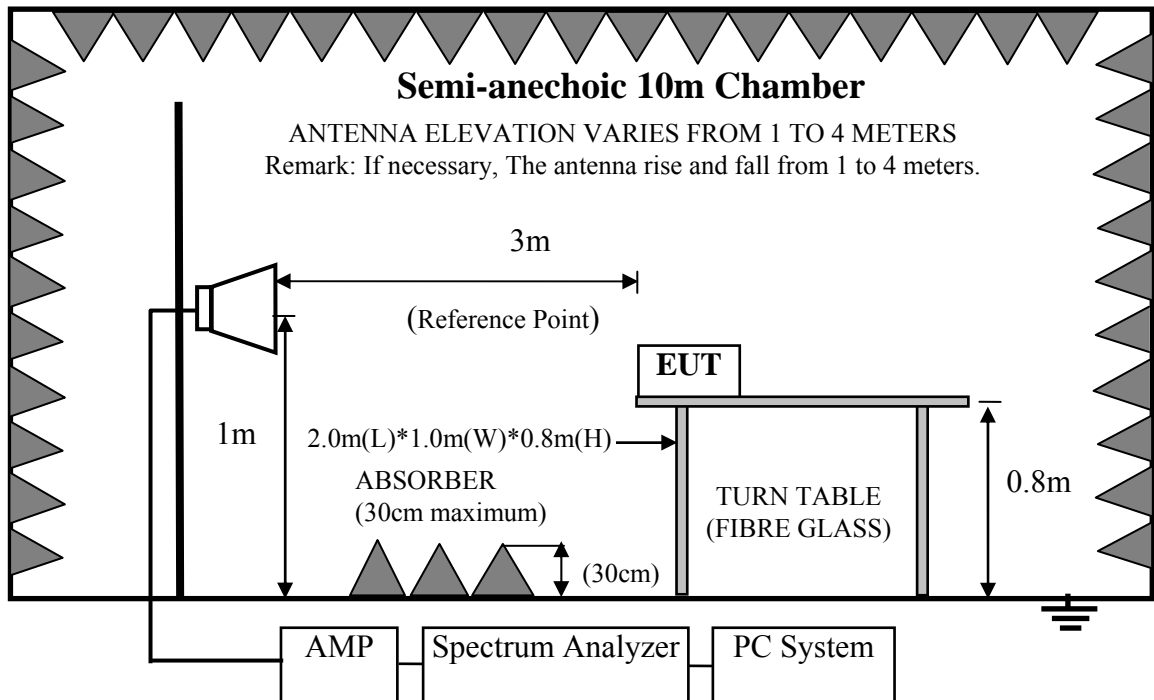 Semi-anechoic 10m Chamber
ANTENNA ELEVATION VARIES FROM 1 TO 4 METERS
Remark: If necessary, The antenna rise and fall from 1 to 4 meters.
3m
(Reference Point)
EUT
1m
2.0m(L)*1.0m(W)*0.8m(H)
ABSORBER
(30cm maximum)
TURN TABLE
(FIBRE GLASS)
0.8m
(30cm)
AMP
Spectrum Analyzer
PC System